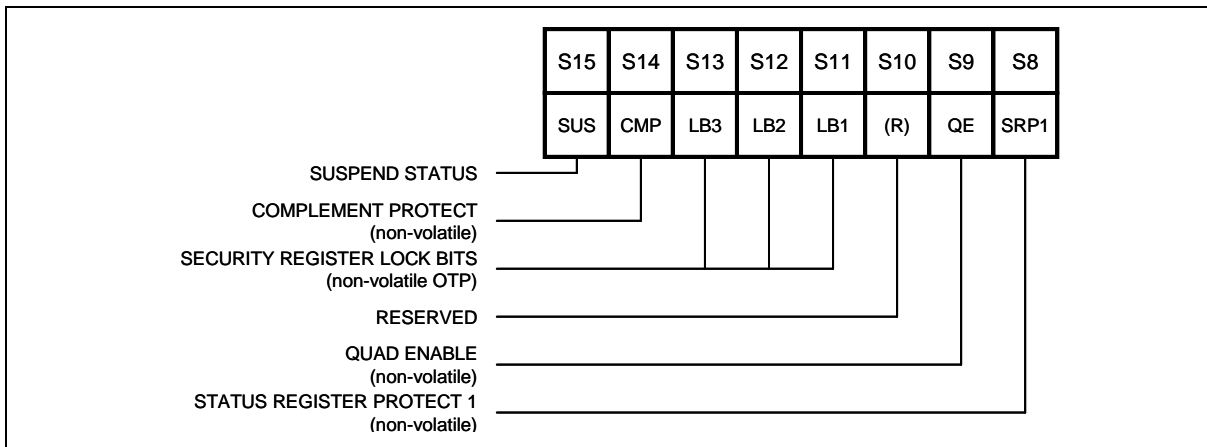 S15 S14 S13 S12 S11 S10 S9 S8
SUS CMP LB3 LB2 LB1 (R) QE SRP1
SUSPEND STATUS
COMPLEMENT PROTECT
(non-volatile)
SECURITY REGISTER LOCK BITS
(non-volatile OTP)
RESERVED
QUAD ENABLE
(non-volatile)
STATUS REGISTER PROTECT 1
(non-volatile)